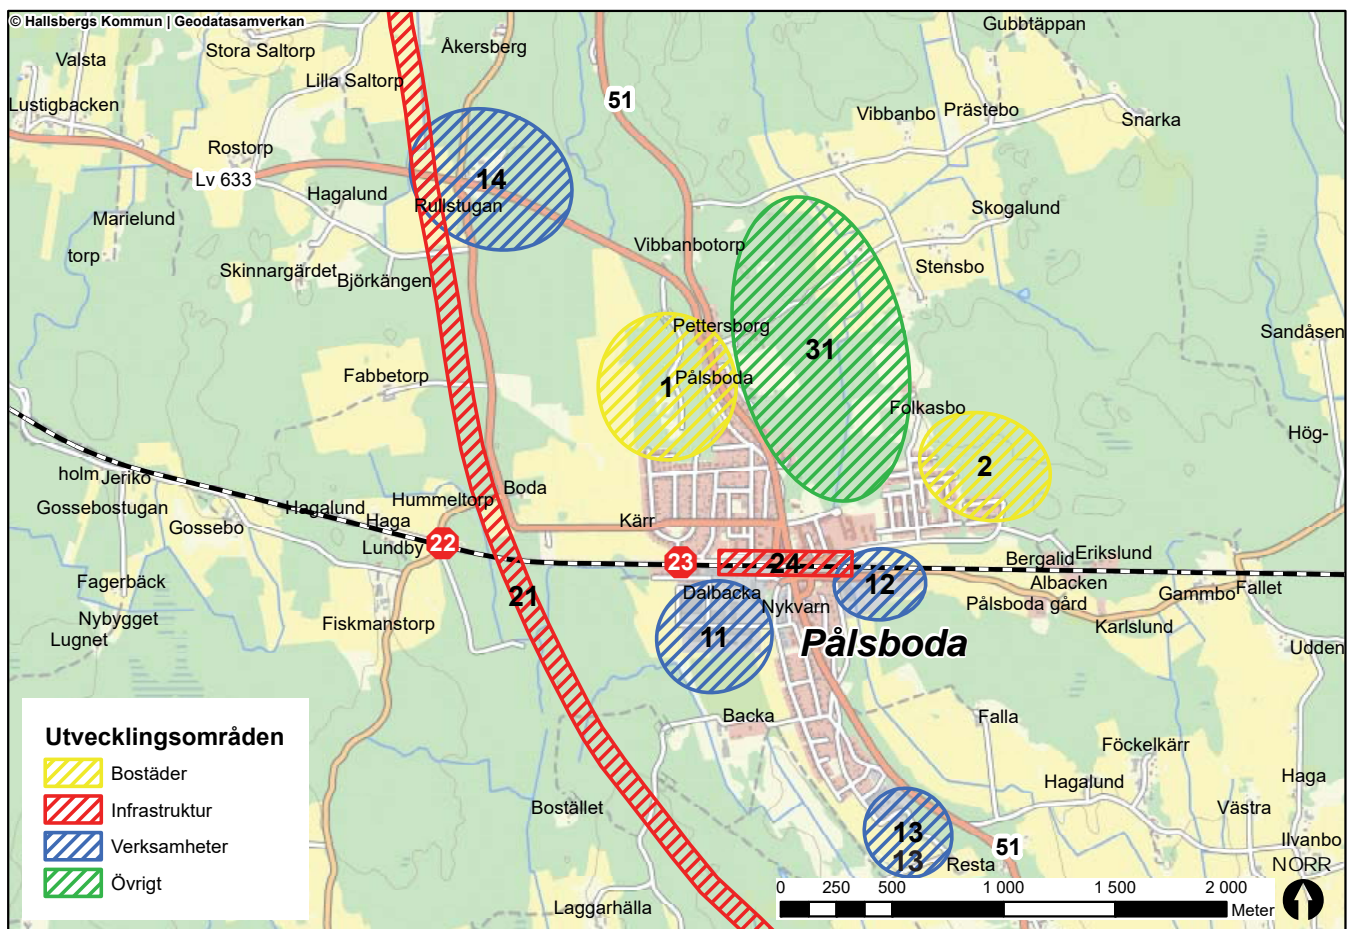 © Hallsbergs Kommun | Geodatasamverkan
Gubbtäppan
Stora Saltorp
Åkersberg
Valsta
Lilla Saltorp
51
Lustigbacken
Vibbanbo
Prästebo
Snarka
Rostorp
Lv 633
14
Hagalund
Rullstugan
Skogalund
Marielund
torp
Vibbanbotorp
Skinnargärdet
Björkängen
Stensbo
Pettersborg
Sandåsen
31
Fabbetorp
1
Pålsboda
Folkasbo
Hög-
2
holm
Jeriko
Hummeltorp
Boda
Gossebostugan
Hagalund
Gossebo
Haga
Kärr
Lundby
22
23
24
Bergalid
Erikslund
Fagerbäck
21
Dalbacka
12
Albacken
Gammbo
Fallet
Nykvarn
Pålsboda gård
Nybygget
Fiskmanstorp
Karlslund
Lugnet
11
Pålsboda
Udden
Backa
Falla
Föckelkärr
Utvecklingsområden
Bostäder
Infrastruktur
Verksamheter
Övrigt
Hagalund
Haga
Bostället
Västra
13
13
51
Ilvanbo
Resta
NORR
0 250 500 1 000 1 500 2 000
Meter
Laggarhälla